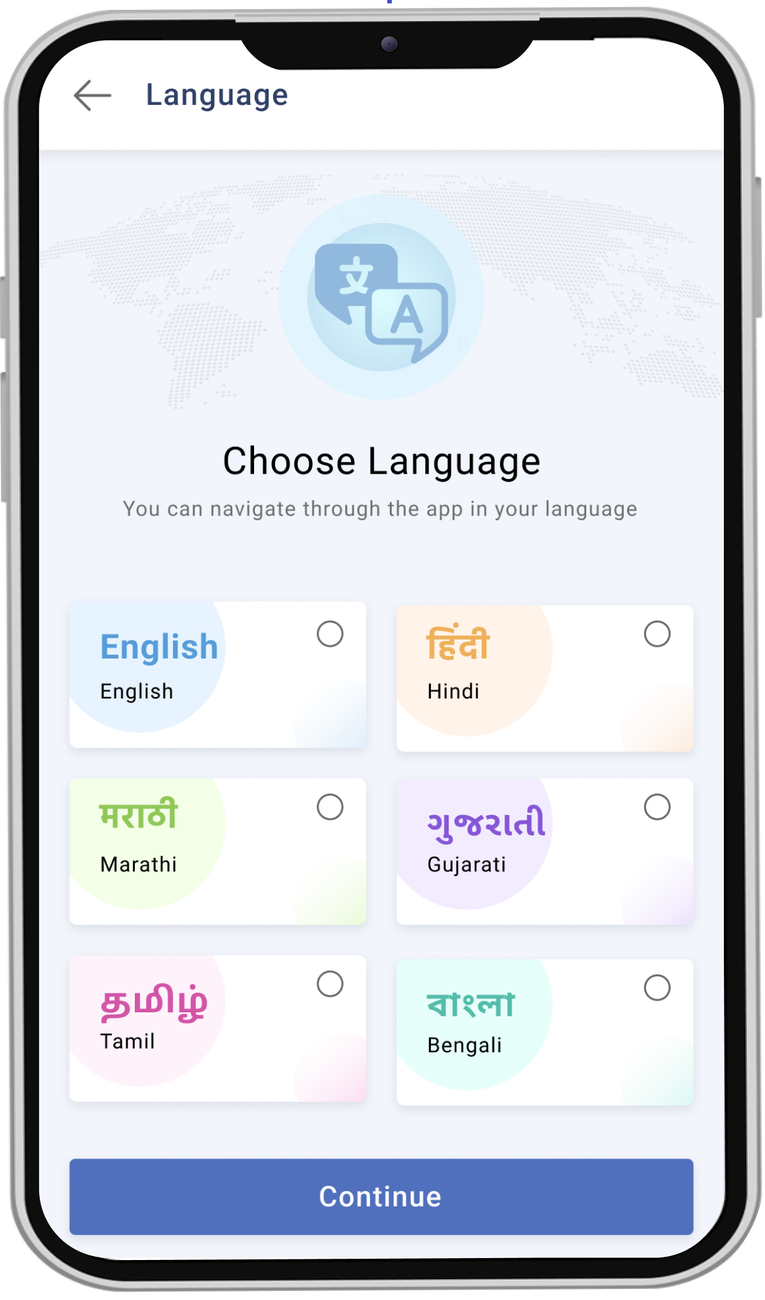 Language
文
A
Choose Language
You can navigate through the app in your language
English
English
हिंदी
Hindi
मराठी
Marathi
ગુજરાતી
Gujarati
தமிழ்
Tamil
বাংলা
Bengali
Continue